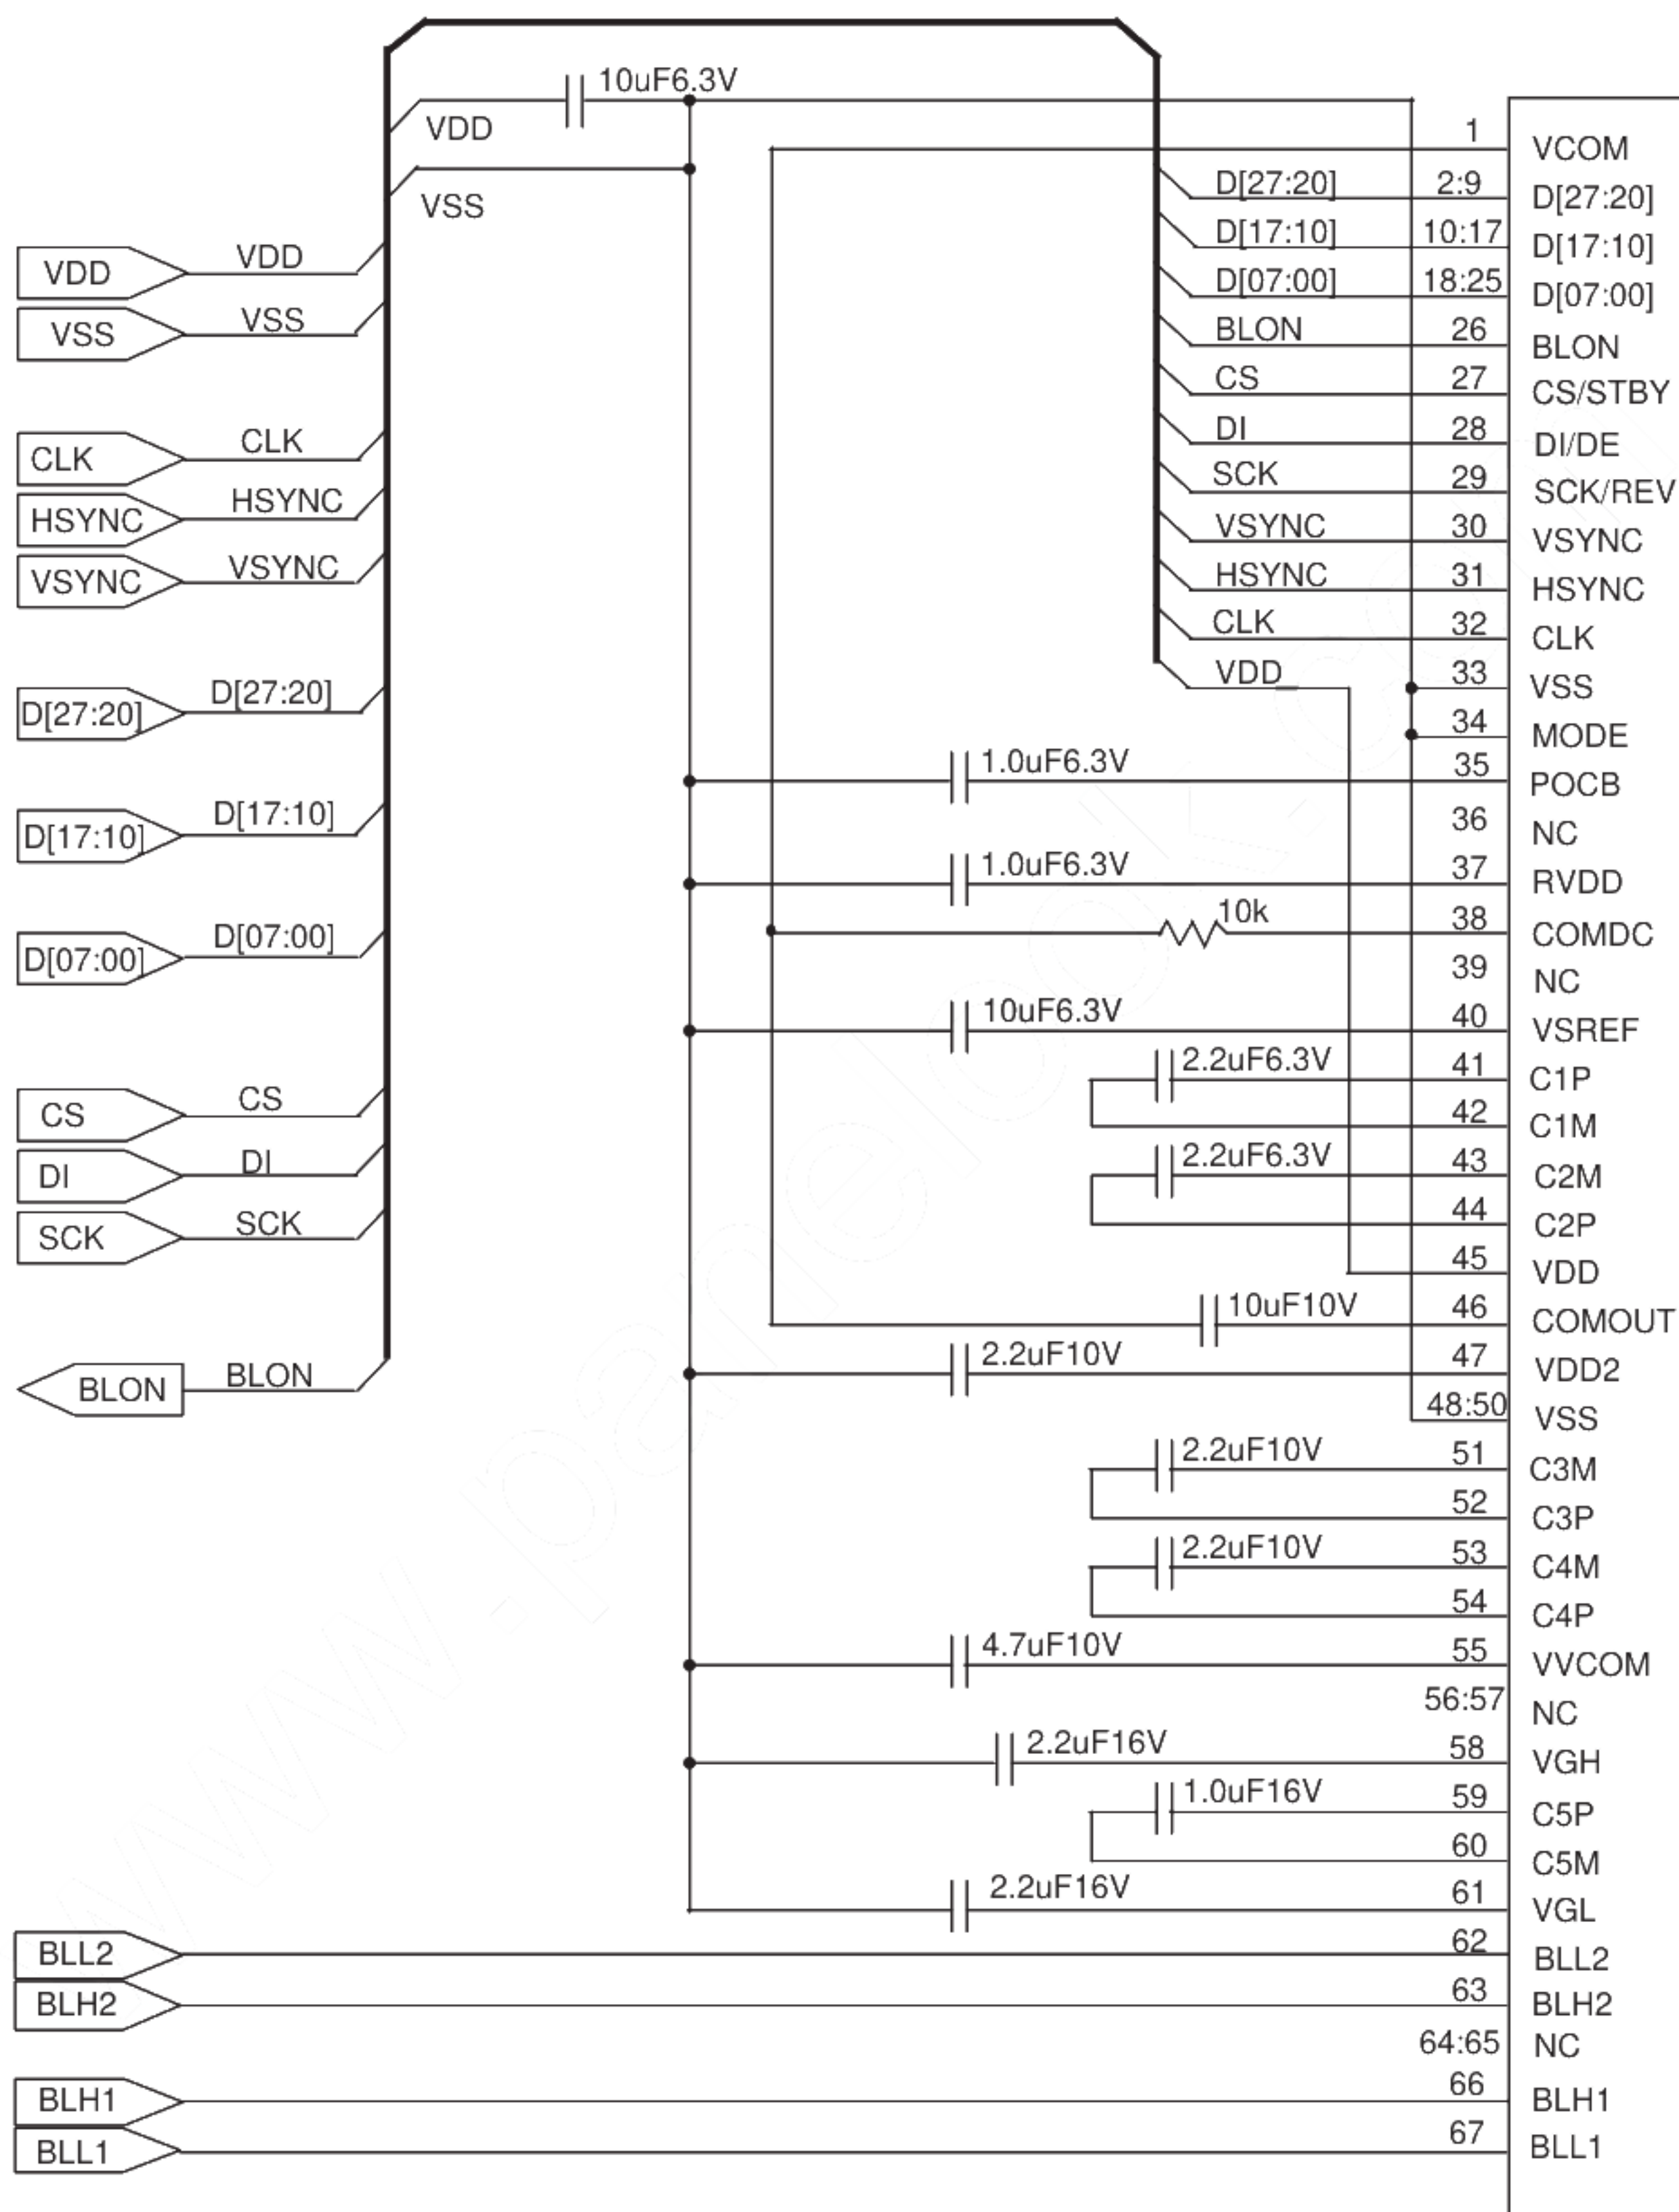 10uF6.3V
VDD
VSS
VDD VDD
VSS VSS
CLK CLK
HSYNC HSYNC
VSYNC VSYNC
D[27:20] D[27:20]
D[17:10] D[17:10]
D[07:00] D[07:00]
CS CS
DI DI
SCK SCK
BLON BLON
1 VCOM
D[27:20] 2:9 D[27:20]
D[17:10] 10:17 D[17:10]
D[07:00] 18:25 D[07:00]
BLON 26 BLON
CS 27 CS/STBY
DI 28 DI/DE
SCK 29 SCK/REV
VSYNC 30 VSYNC
HSYNC 31 HSYNC
CLK 32 CLK
VDD 33 VSS
34 MODE
1.0uF6.3V 35 POCB
36 NC
1.0uF6.3V 37 RVDD
10k 38 COMDC
39 NC
10uF6.3V 40 VSREF
2.2uF6.3V 41 C1P
42 C1M
2.2uF6.3V 43 C2M
44 C2P
45 VDD
10uF10V 46 COMOUT
2.2uF10V 47 VDD2
48:50 VSS
2.2uF10V 51 C3M
52 C3P
2.2uF10V 53 C4M
54 C4P
4.7uF10V 55 VVCOM
56:57 NC
2.2uF16V 58 VGH
1.0uF16V 59 C5P
60 C5M
2.2uF16V 61 VGL
BLL2 62 BLL2
BLH2 63 BLH2
64:65 NC
BLH1 66 BLH1
BLL1 67 BLL1